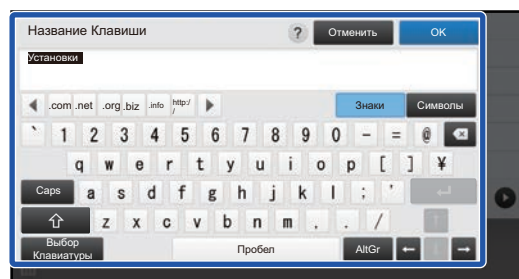 Название Клавиши ? Отменить OK
Установки
.com .net .org .biz .info http:/
/ Знаки Символы
` 1 2 3 4 5 6 7 8 9 0 - = @
q w e r t y u i o p [ ] ¥
Caps a s d f g h j k l ; '
z x c v b n m , . /
Выбор
Клавиатуры Пробел AltGr